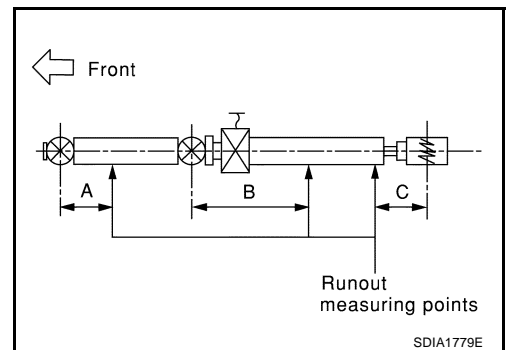 Front
A
B
C
Runout
measuring points
SDIA1779E